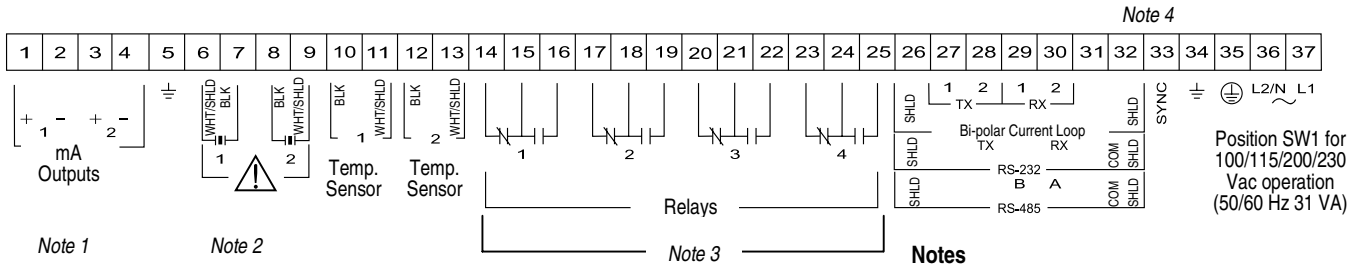 Note 4
1 2 3 4 5 6 7 8 9 10 11 12 13 14 15 16 17 18 19 20 21 22 23 24 25 26 27 28 29 30 31 32 33 34 35 36 37
+ 1 - + 2 -
mA
Outputs
WHT/SHLD
BLK
1
BLK
WHT/SHLD
2
BLK
1
WHT/SHLD
Temp.
Sensor
BLK
2
WHT/SHLD
Temp.
Sensor
1
2
3
4
Relays
SHLD
1 2 1 2
TX RX
SHLD
Bi-polar Current Loop
SHLD
TX RX
COM
SHLD
RS-232
SHLD
B A
COM
SHLD
RS-485
SYNC
L2/N L1
Position SW1 for
100/115/200/230
Vac operation
(50/60 Hz 31 VA)
Note 1
Note 2
Note 3
Notes